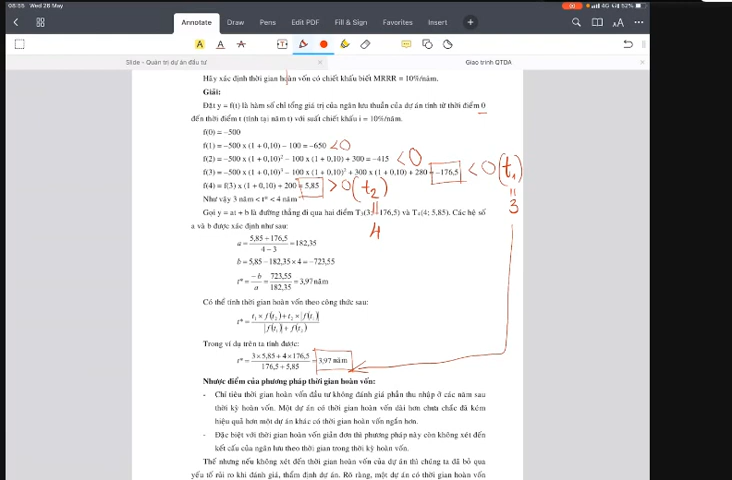 08:55 Wed 28 May
4G 52%
Annotate Draw Pens Edit PDF Fill & Sign Favorites Insert
Slide - Quản trị dự án đầu tư
Giao trình QTDA
Hãy xác định thời gian hoàn vốn có chiết khấu biết MRRR = 10%/năm.
Giải:
Đặt y = f(t) là hàm số chỉ tổng giá trị của ngân lưu thuần của dự án tính từ thời điểm 0
đến thời điểm t (tính tại năm t) với suất chiết khấu i = 10%/năm.
f(0) = −500
f(1) = −500 x (1 + 0,10) − 100 = −650 <0
f(2) = −500 x (1 + 0,10)² − 100 x (1 + 0,10) + 300 = −415 <0
f(3) = −500 x (1 + 0,10)³ − 100 x (1 + 0,10)² + 300 x (1 + 0,10) + 280 = −176,5 <0 (t₁)
" 3
f(4) = f(3) x (1 + 0,10) + 200 = 5,85 >0 (t₂)
" 4
Như vậy 3 năm < t* < 4 năm
Gọi y = at + b là đường thẳng đi qua hai điểm T₃(3; −176,5) và T₄(4; 5,85). Các hệ số
a và b được xác định như sau:
a = (5,85 + 176,5) / (4 − 3) = 182,35
b = 5,85 − 182,35 x 4 = −723,55
t* = −b / a = 723,55 / 182,35 = 3,97 năm
Có thể tính thời gian hoàn vốn theo công thức sau:
t* = (t₁ × f(t₂) + t₂ × |f(t₁)|) / (|f(t₁)| + f(t₂))
Trong ví dụ trên ta tính được:
t* = (3 × 5,85 + 4 × 176,5) / (176,5 + 5,85) = 3,97 năm
Nhược điểm của phương pháp thời gian hoàn vốn:
- Chỉ tiêu thời gian hoàn vốn đầu tư không đánh giá phần thu nhập ở các năm sau
thời kỳ hoàn vốn. Một dự án có thời gian hoàn vốn dài hơn chưa chắc đã kém
hiệu quả hơn một dự án khác có thời gian hoàn vốn ngắn hơn.
- Đặc biệt với thời gian hoàn vốn giản đơn thì phương pháp này còn không xét đến
kết cấu của ngân lưu theo thời gian trong thời kỳ hoàn vốn.
Thế nhưng nếu không xét đến thời gian hoàn vốn của dự án thì chúng ta đã bỏ qua
yếu tố rủi ro khi đánh giá, thẩm định dự án. Rõ ràng, một dự án có thời gian hoàn vốn